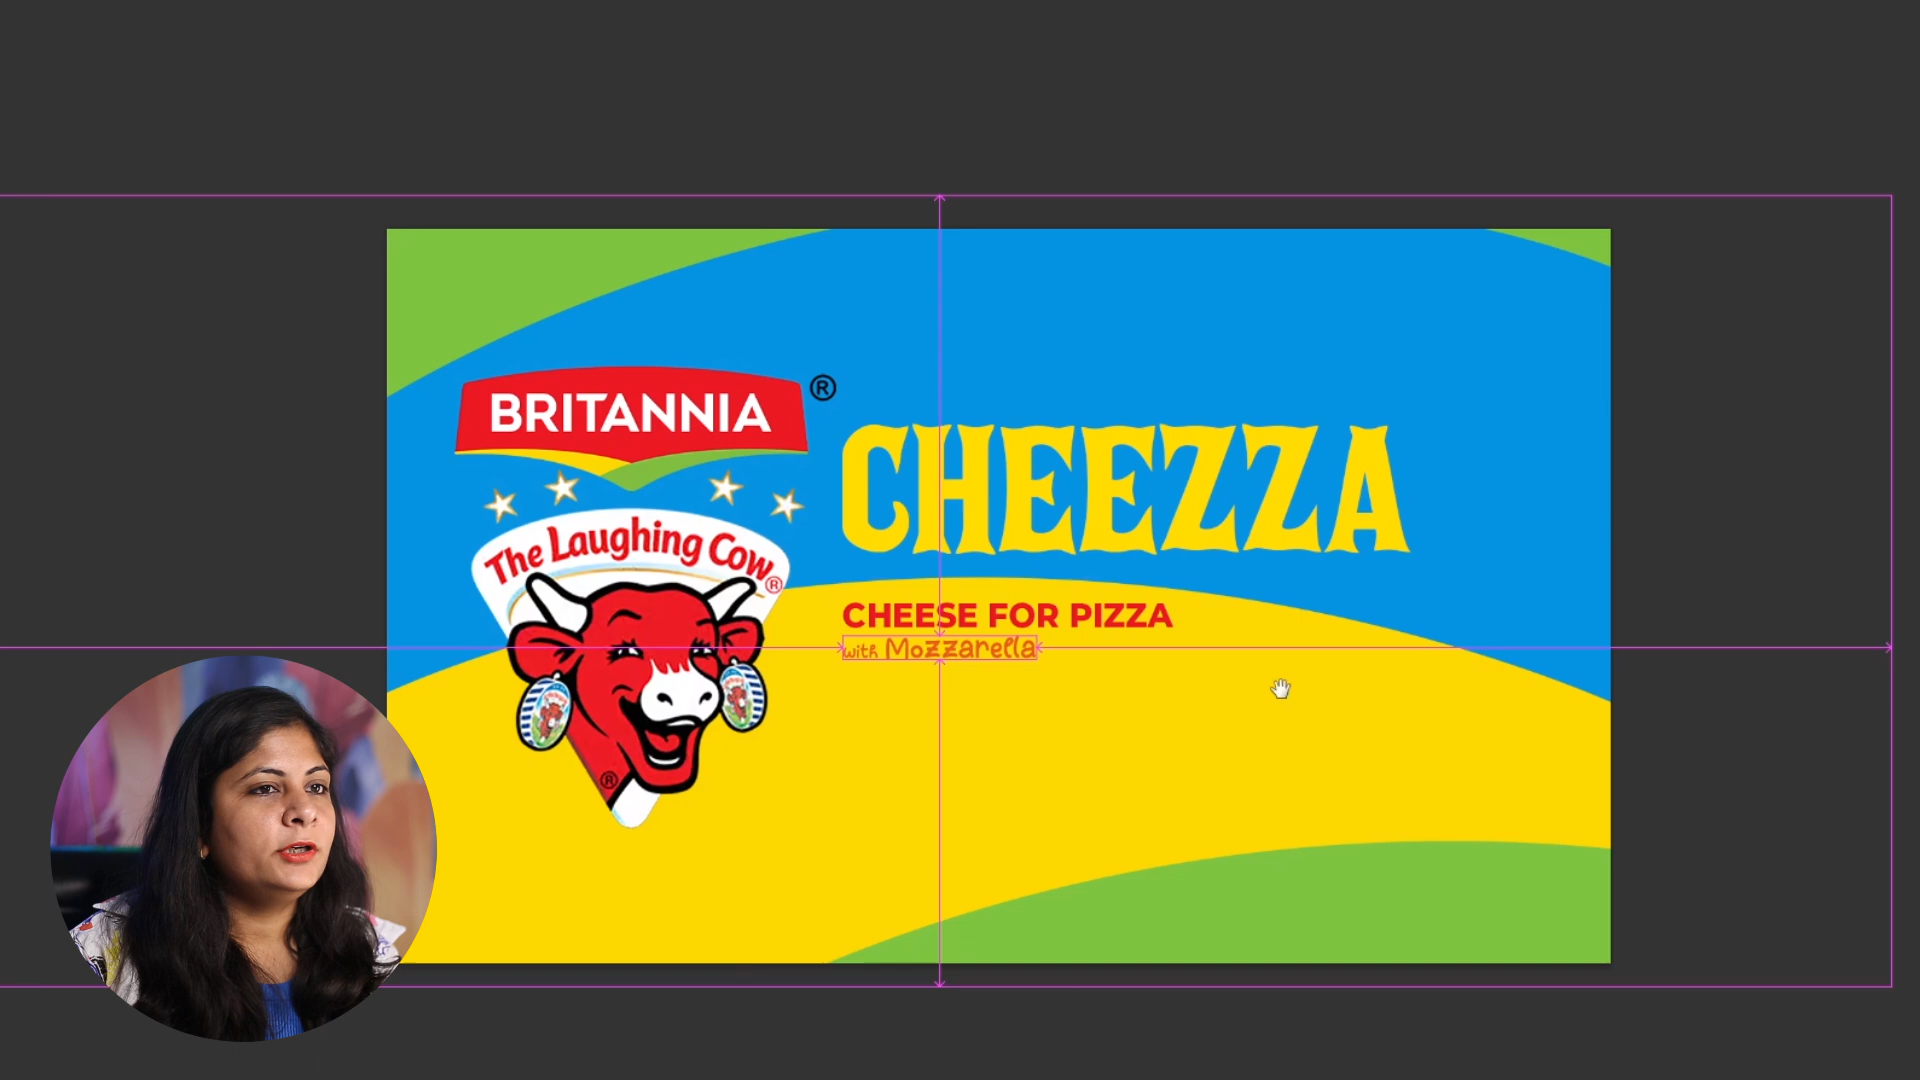 BRITANNIA ®
The Laughing Cow ®
®
CHEEZZA
CHEESE FOR PIZZA
with Mozzarella